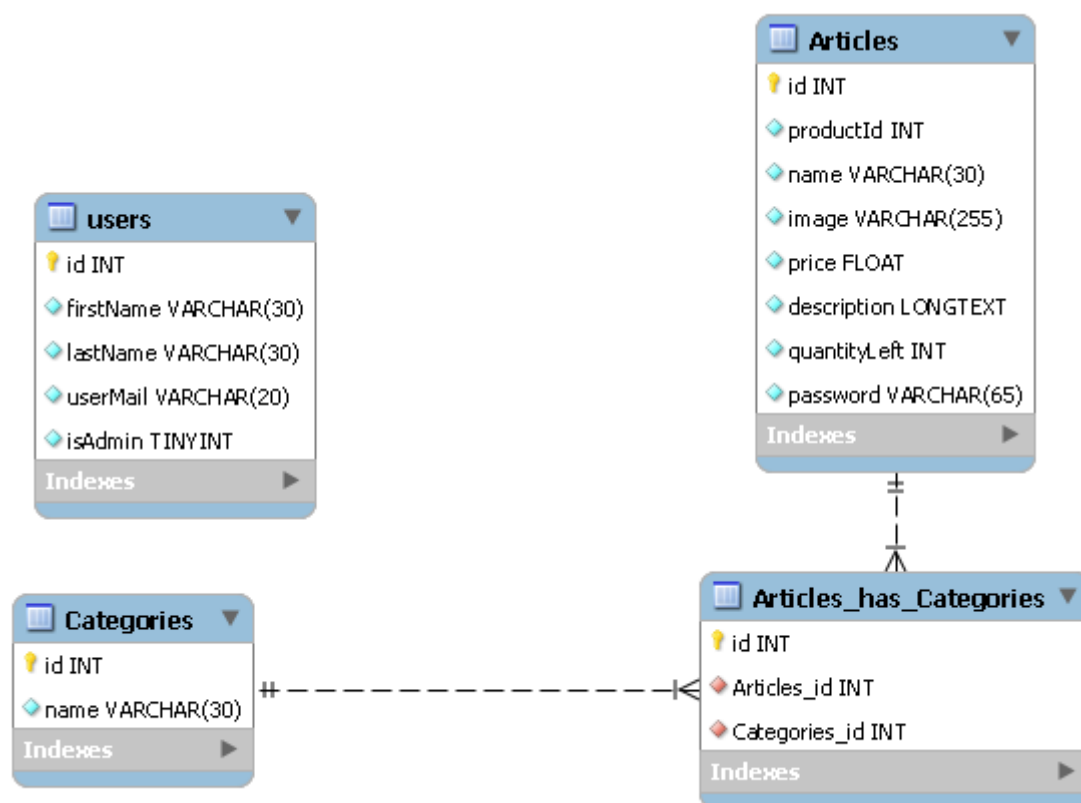 Articles
id INT
productId INT
name VARCHAR(30)
image VARCHAR(255)
price FLOAT
description LONGTEXT
quantityLeft INT
password VARCHAR(65)
Indexes
users
id INT
firstName VARCHAR(30)
lastName VARCHAR(30)
userMail VARCHAR(20)
isAdmin TINYINT
Indexes
Categories
id INT
name VARCHAR(30)
Indexes
Articles_has_Categories
id INT
Articles_id INT
Categories_id INT
Indexes